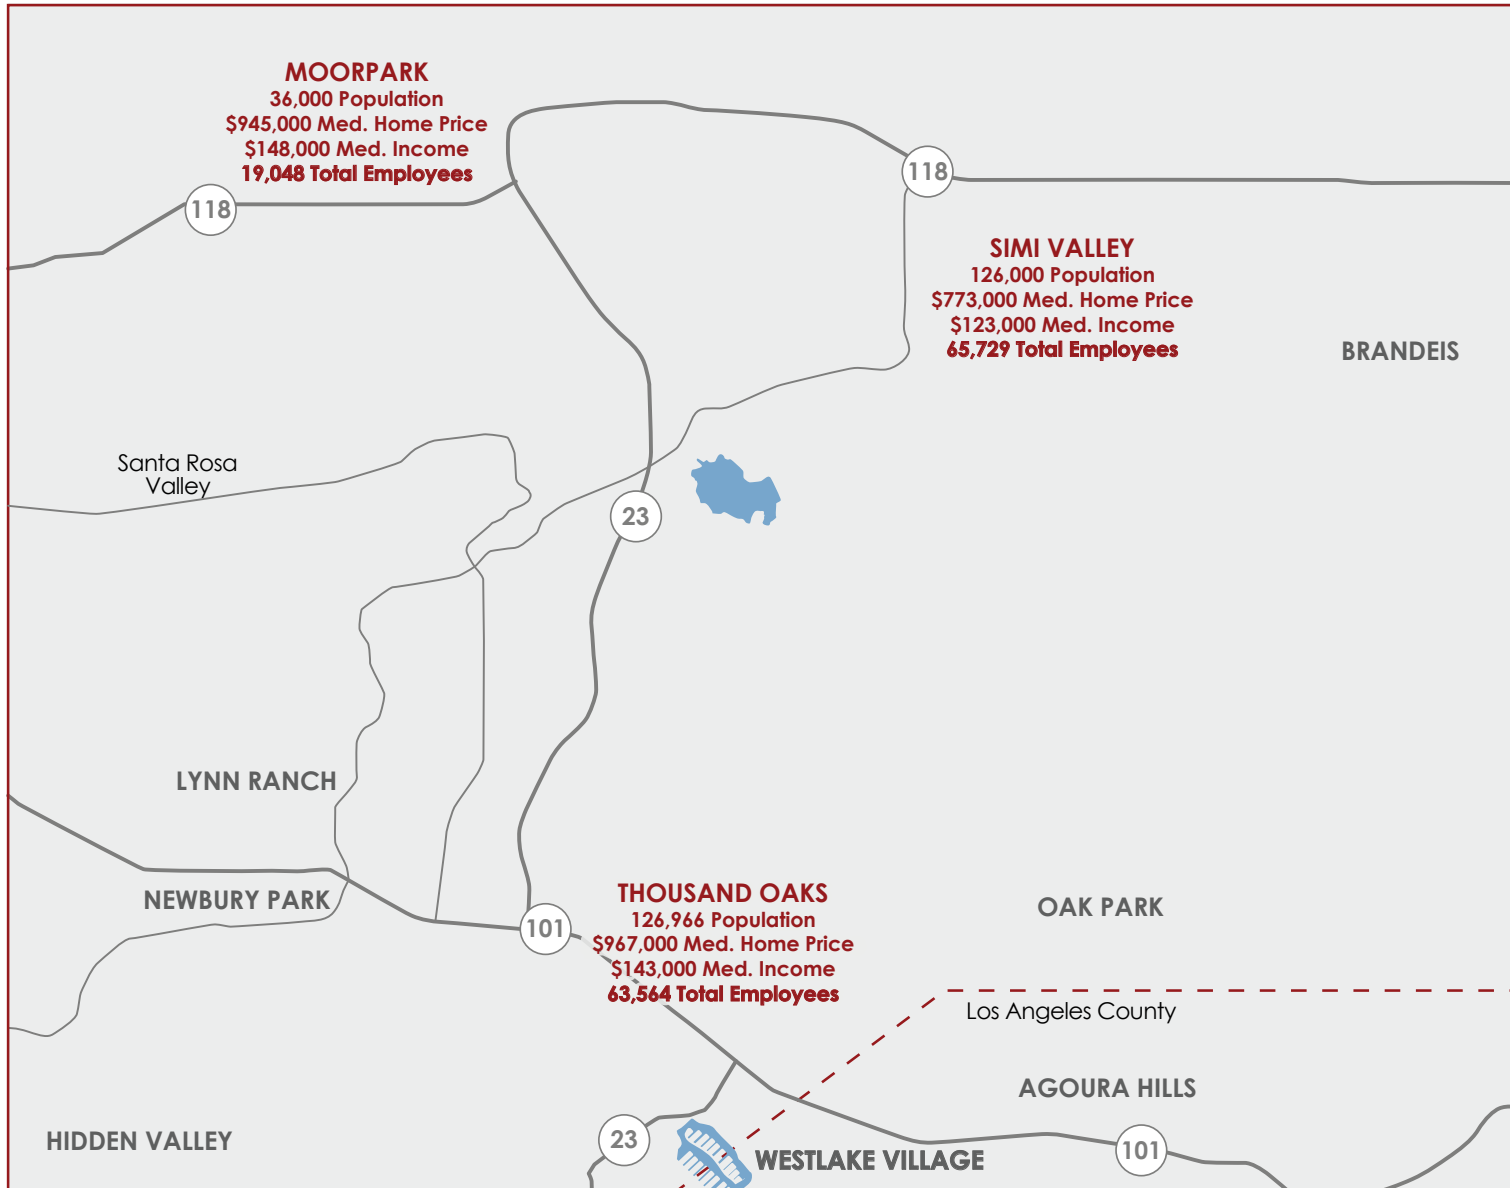 MOORPARK
36,000 Population
$945,000 Med. Home Price
$148,000 Med. Income
19,048 Total Employees
118
118
SIMI VALLEY
126,000 Population
$773,000 Med. Home Price
$123,000 Med. Income
65,729 Total Employees
BRANDEIS
Santa Rosa
Valley
23
LYNN RANCH
NEWBURY PARK
THOUSAND OAKS
126,966 Population
$967,000 Med. Home Price
$143,000 Med. Income
63,564 Total Employees
101
OAK PARK
Los Angeles County
AGOURA HILLS
HIDDEN VALLEY
23
WESTLAKE VILLAGE
101